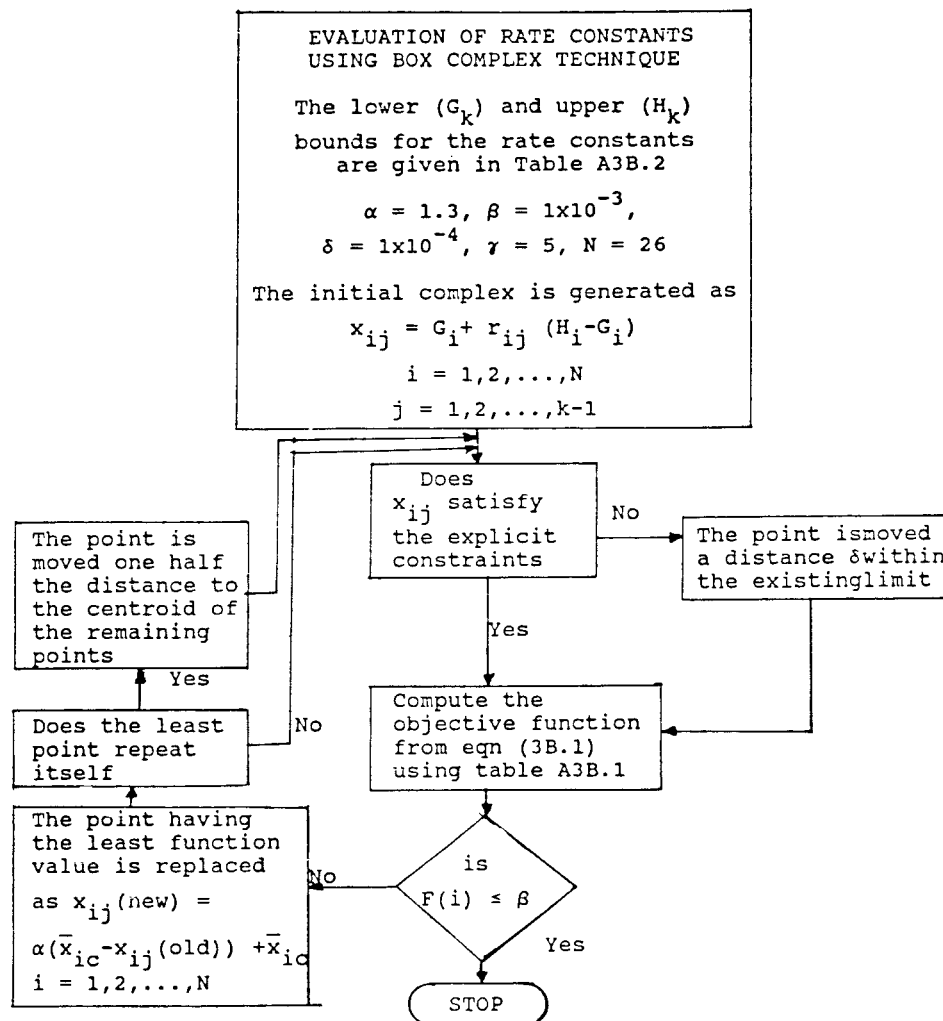 EVALUATION OF RATE CONSTANTS
USING BOX COMPLEX TECHNIQUE
The lower (G_k) and upper (H_k)
bounds for the rate constants
are given in Table A3B.2
α = 1.3, β = 1x10^-3,
δ = 1x10^-4, γ = 5, N = 26
The initial complex is generated as
x_ij = G_i+ r_ij (H_i-G_i)
i = 1,2,...,N
j = 1,2,...,k-1
Does
x_ij satisfy
the explicit
constraints
No
The point ismoved
a distance δwithin
the existinglimit
Yes
Compute the
objective function
from eqn (3B.1)
using table A3B.1
is
F(i) ≤ β
Yes
STOP
No
The point having
the least function
value is replaced
as x_ij(new) =
α(x̄_ic-x_ij(old)) +x̄_ic
i = 1,2,...,N
Does the least
point repeat
itself
No
Yes
The point is
moved one half
the distance to
the centroid of
the remaining
points